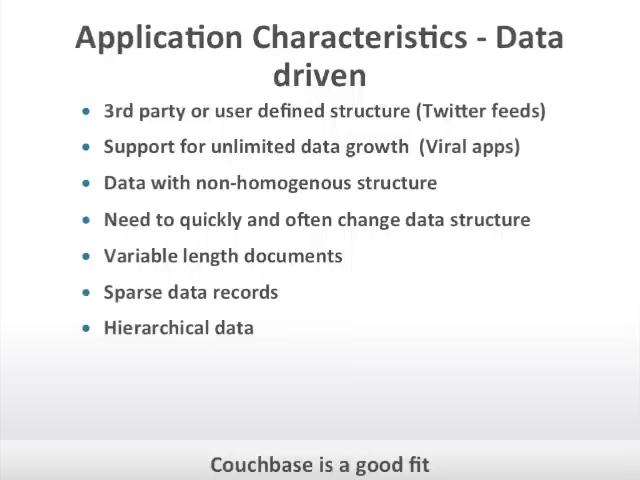 Application Characteristics - Data
driven
• 3rd party or user defined structure (Twitter feeds)
• Support for unlimited data growth (Viral apps)
• Data with non-homogenous structure
• Need to quickly and often change data structure
• Variable length documents
• Sparse data records
• Hierarchical data
Couchbase is a good fit